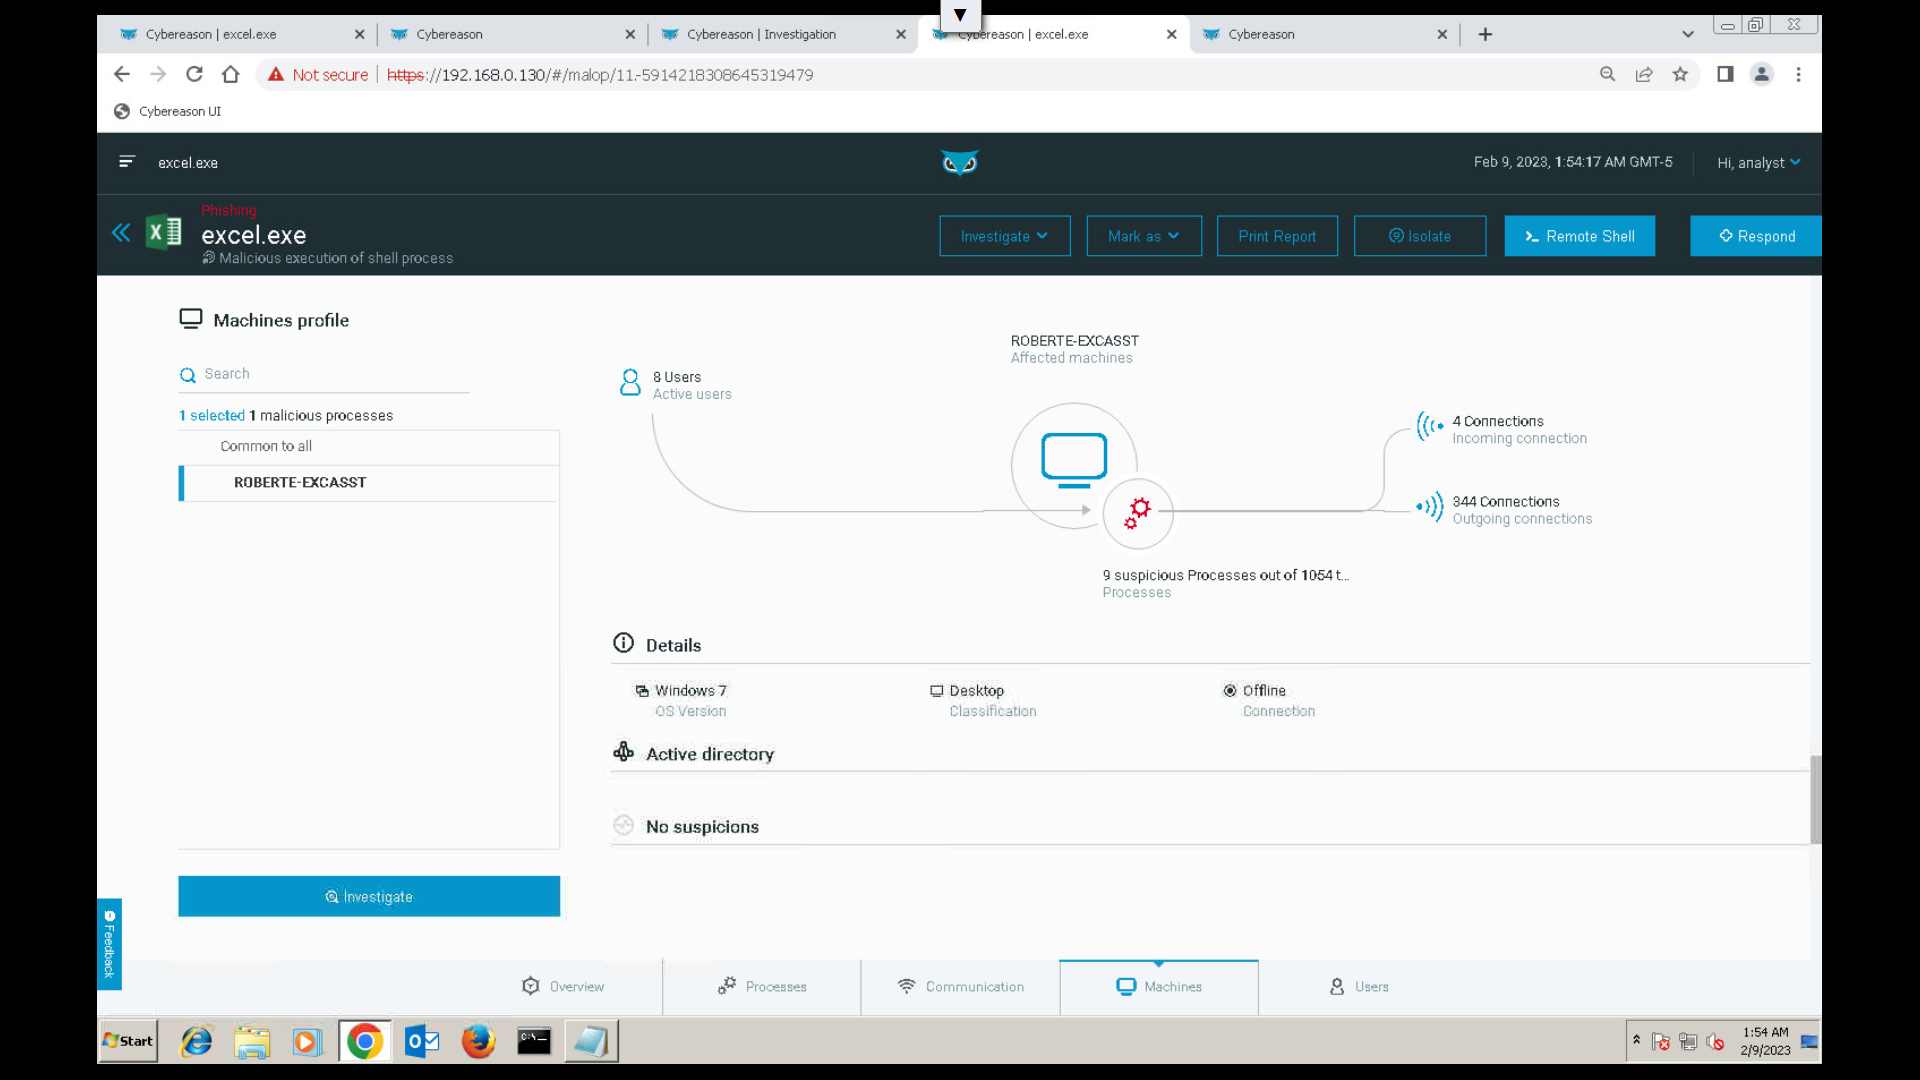 Cybereason | excel.exe
Cybereason
Cybereason | Investigation
Cybereason | excel.exe
Cybereason
Not secure | https://192.168.0.130/#/malop/11.-5914218308645319479
Cybereason UI
excel.exe
Feb 9, 2023, 1:54:17 AM GMT-5
Hi, analyst
Phishing
excel.exe
Malicious execution of shell process
Investigate
Mark as
Print Report
Isolate
Remote Shell
Respond
Machines profile
Search
1 selected 1 malicious processes
Common to all
ROBERTE-EXCASST
ROBERTE-EXCASST
Affected machines
8 Users
Active users
4 Connections
Incoming connection
344 Connections
Outgoing connections
9 suspicious Processes out of 1054 t...
Processes
Details
Windows 7
OS Version
Desktop
Classification
Offline
Connection
Active directory
No suspicions
Investigate
Feedback
Overview
Processes
Communication
Machines
Users
Start
1:54 AM
2/9/2023